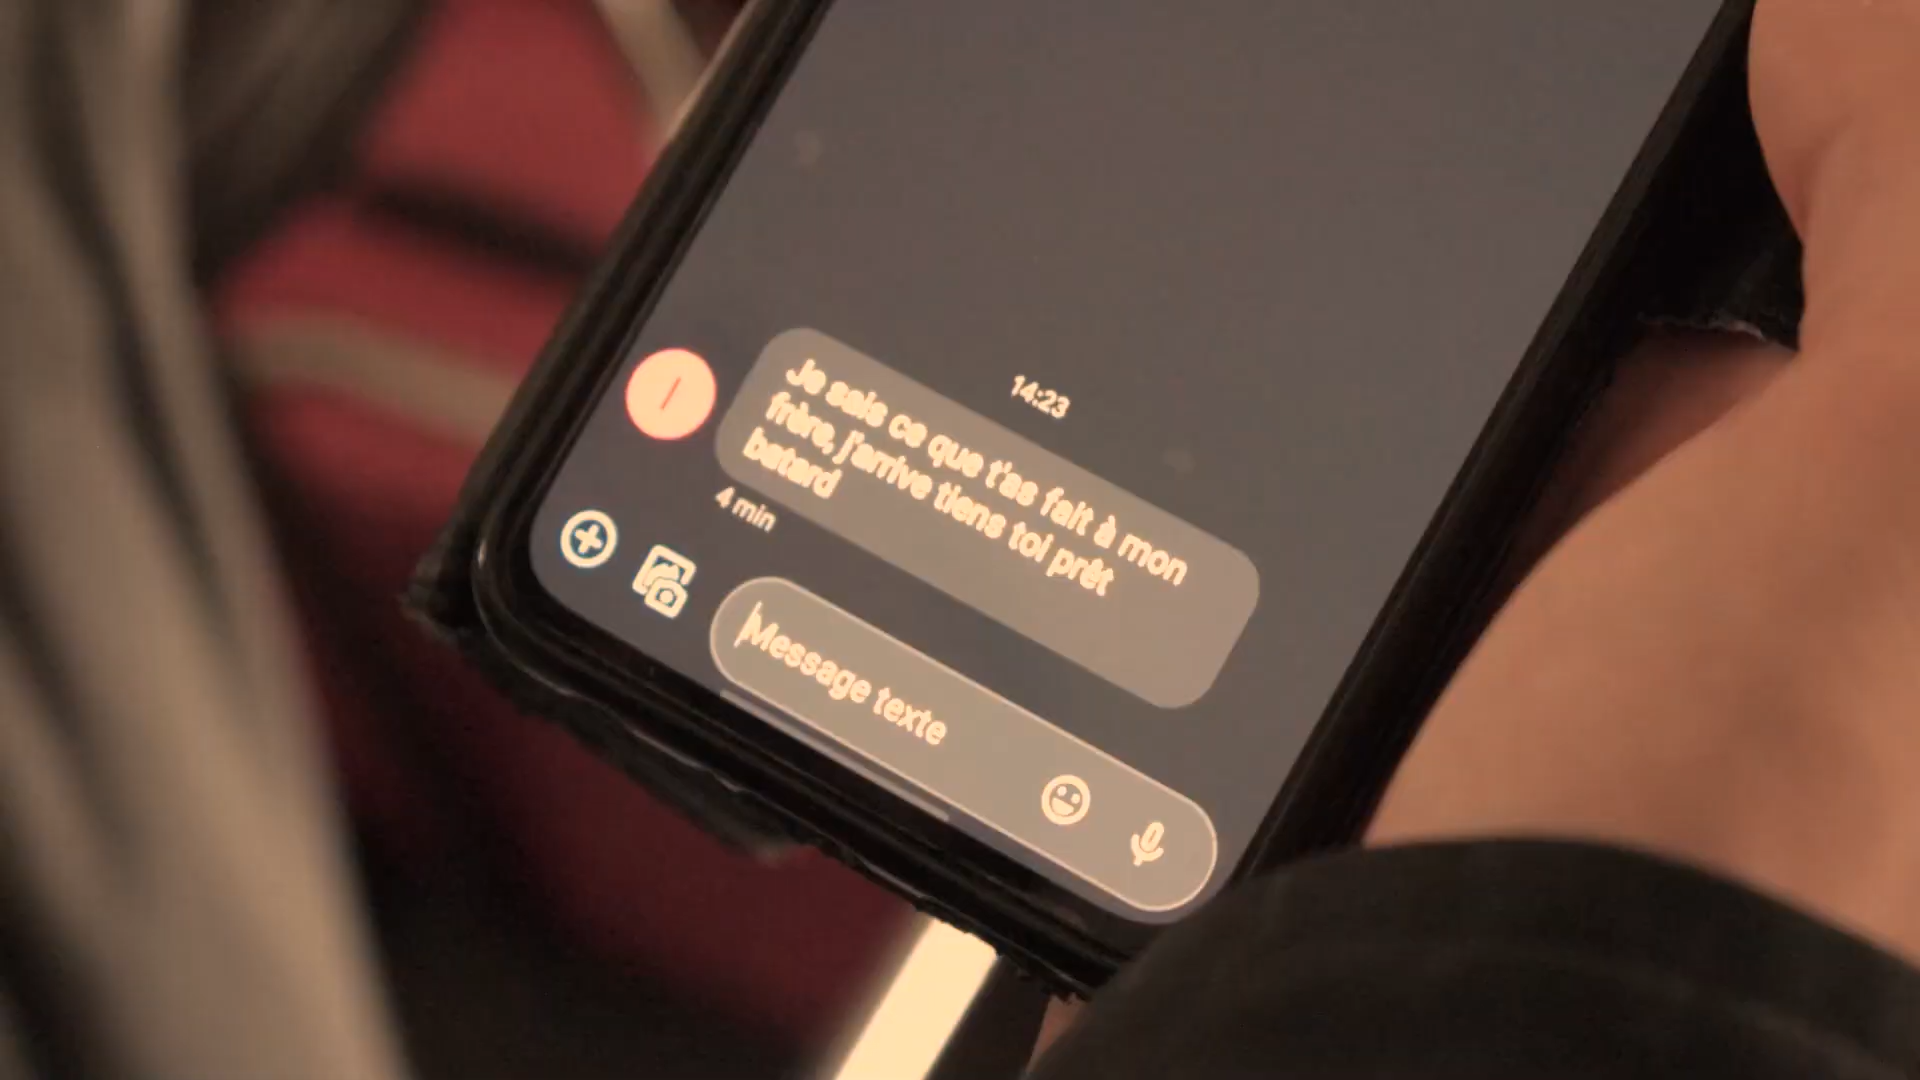 14:23
I
Je sais ce que t'as fait à mon
frère, j'arrive tiens toi prêt
batard
4 min
Message texte